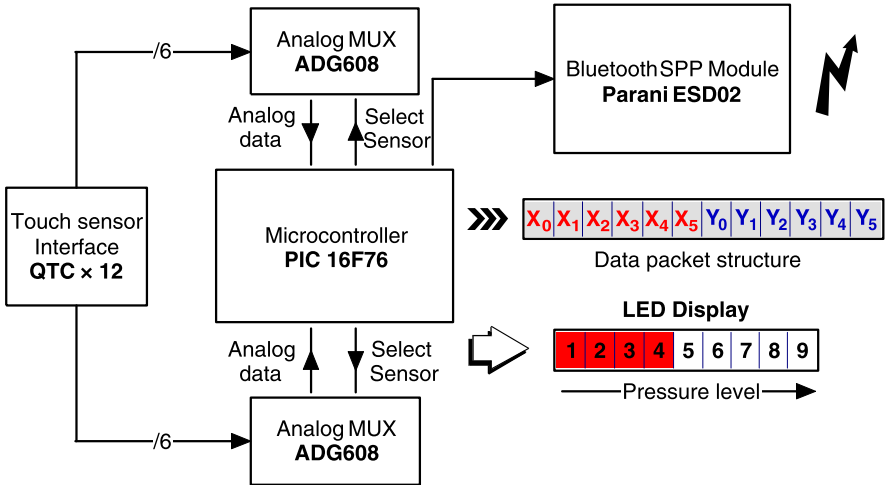 /6
Analog MUX
ADG608
Bluetooth SPP Module
Parani ESD02
Analog
data
Select
Sensor
Touch sensor
Interface
QTC × 12
Microcontroller
PIC 16F76
X0 X1 X2 X3 X4 X5 Y0 Y1 Y2 Y3 Y4 Y5
Data packet structure
LED Display
1 2 3 4 5 6 7 8 9
Pressure level
Analog
data
Select
Sensor
/6
Analog MUX
ADG608